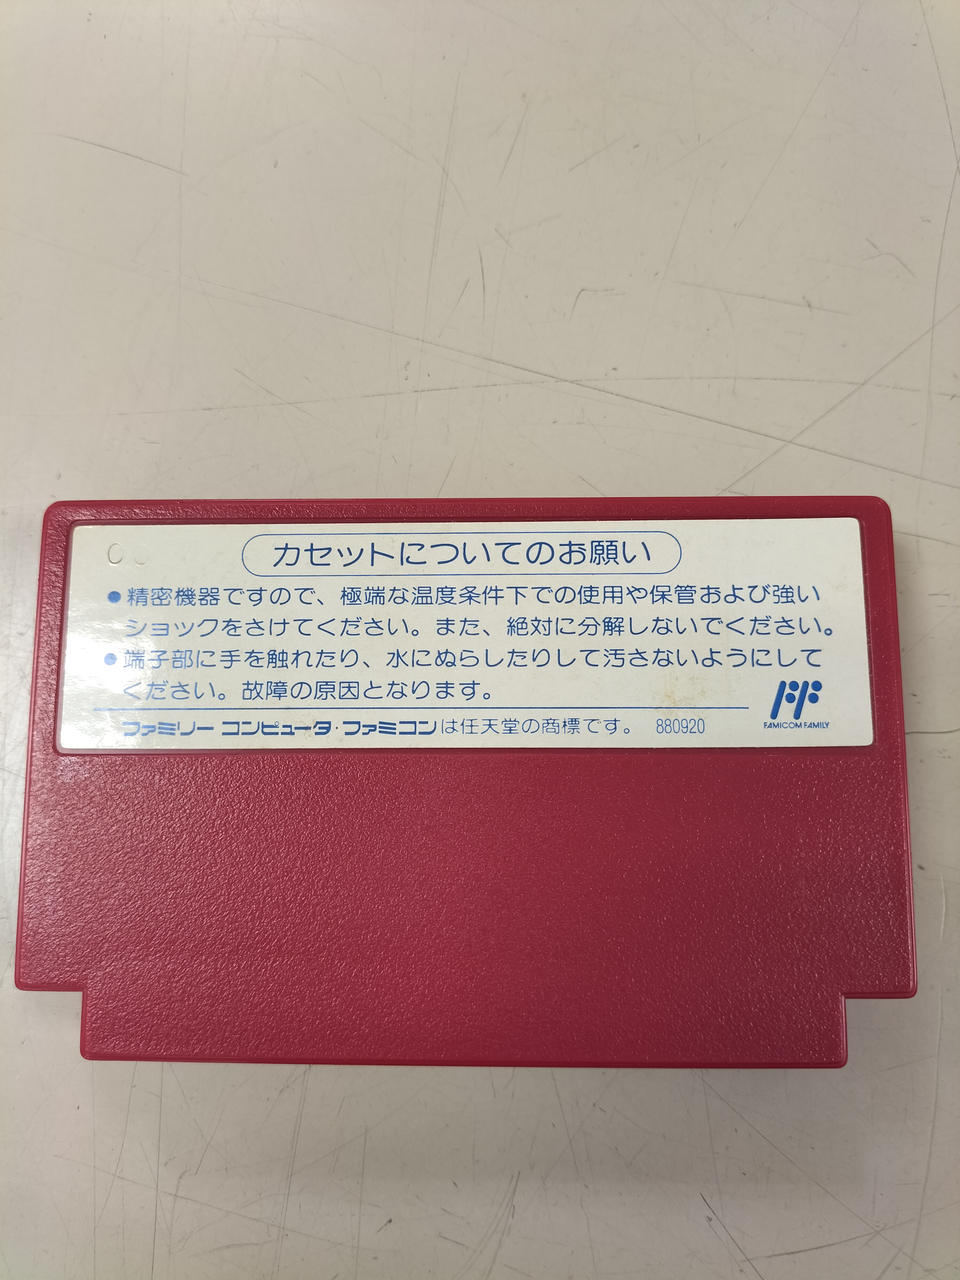 カセットについてのお願い
●精密機器ですので、極端な温度条件下での使用や保管および強い
ショックをさけてください。また、絶対に分解しないでください。
●端子部に手を触れたり、水にぬらしたりして汚さないようにして
ください。故障の原因となります。
FAMICOM FAMILY
ファミリー コンピュータ・ファミコンは任天堂の商標です。 880920